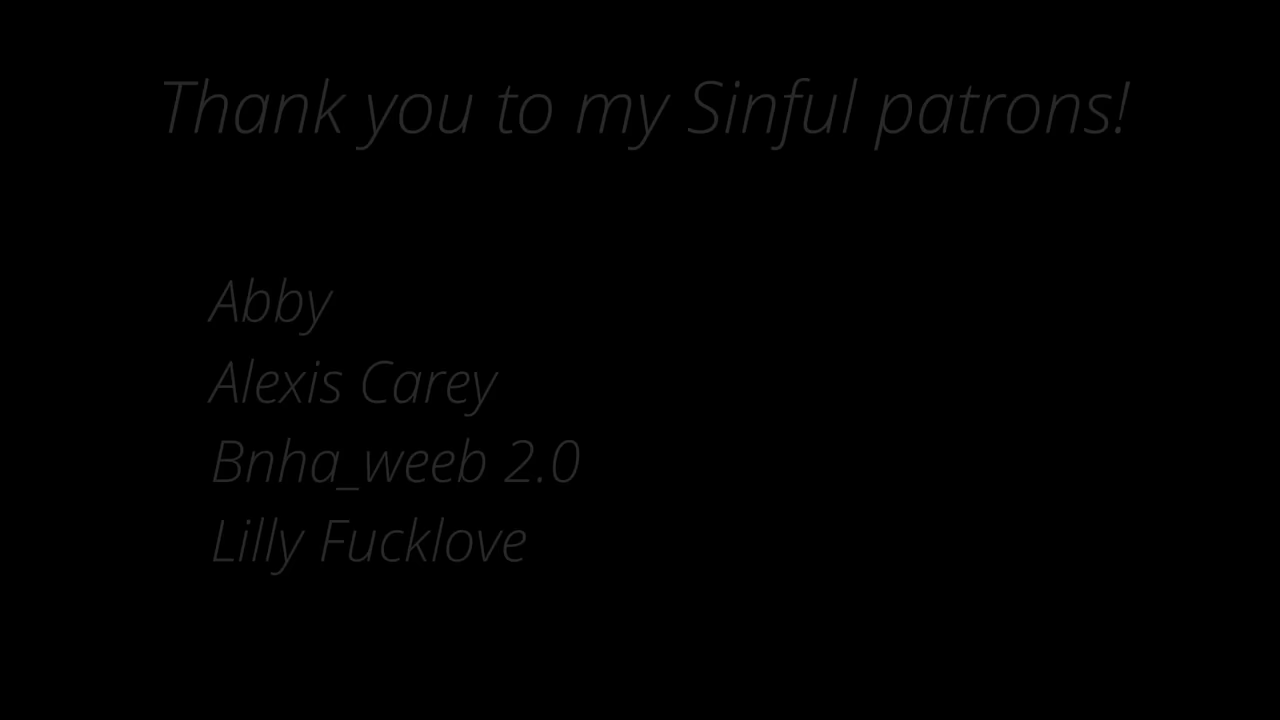 Thank you to my Sinful patrons!
Abby
Alexis Carey
Bnha_weeb 2.0
Lilly Fucklove